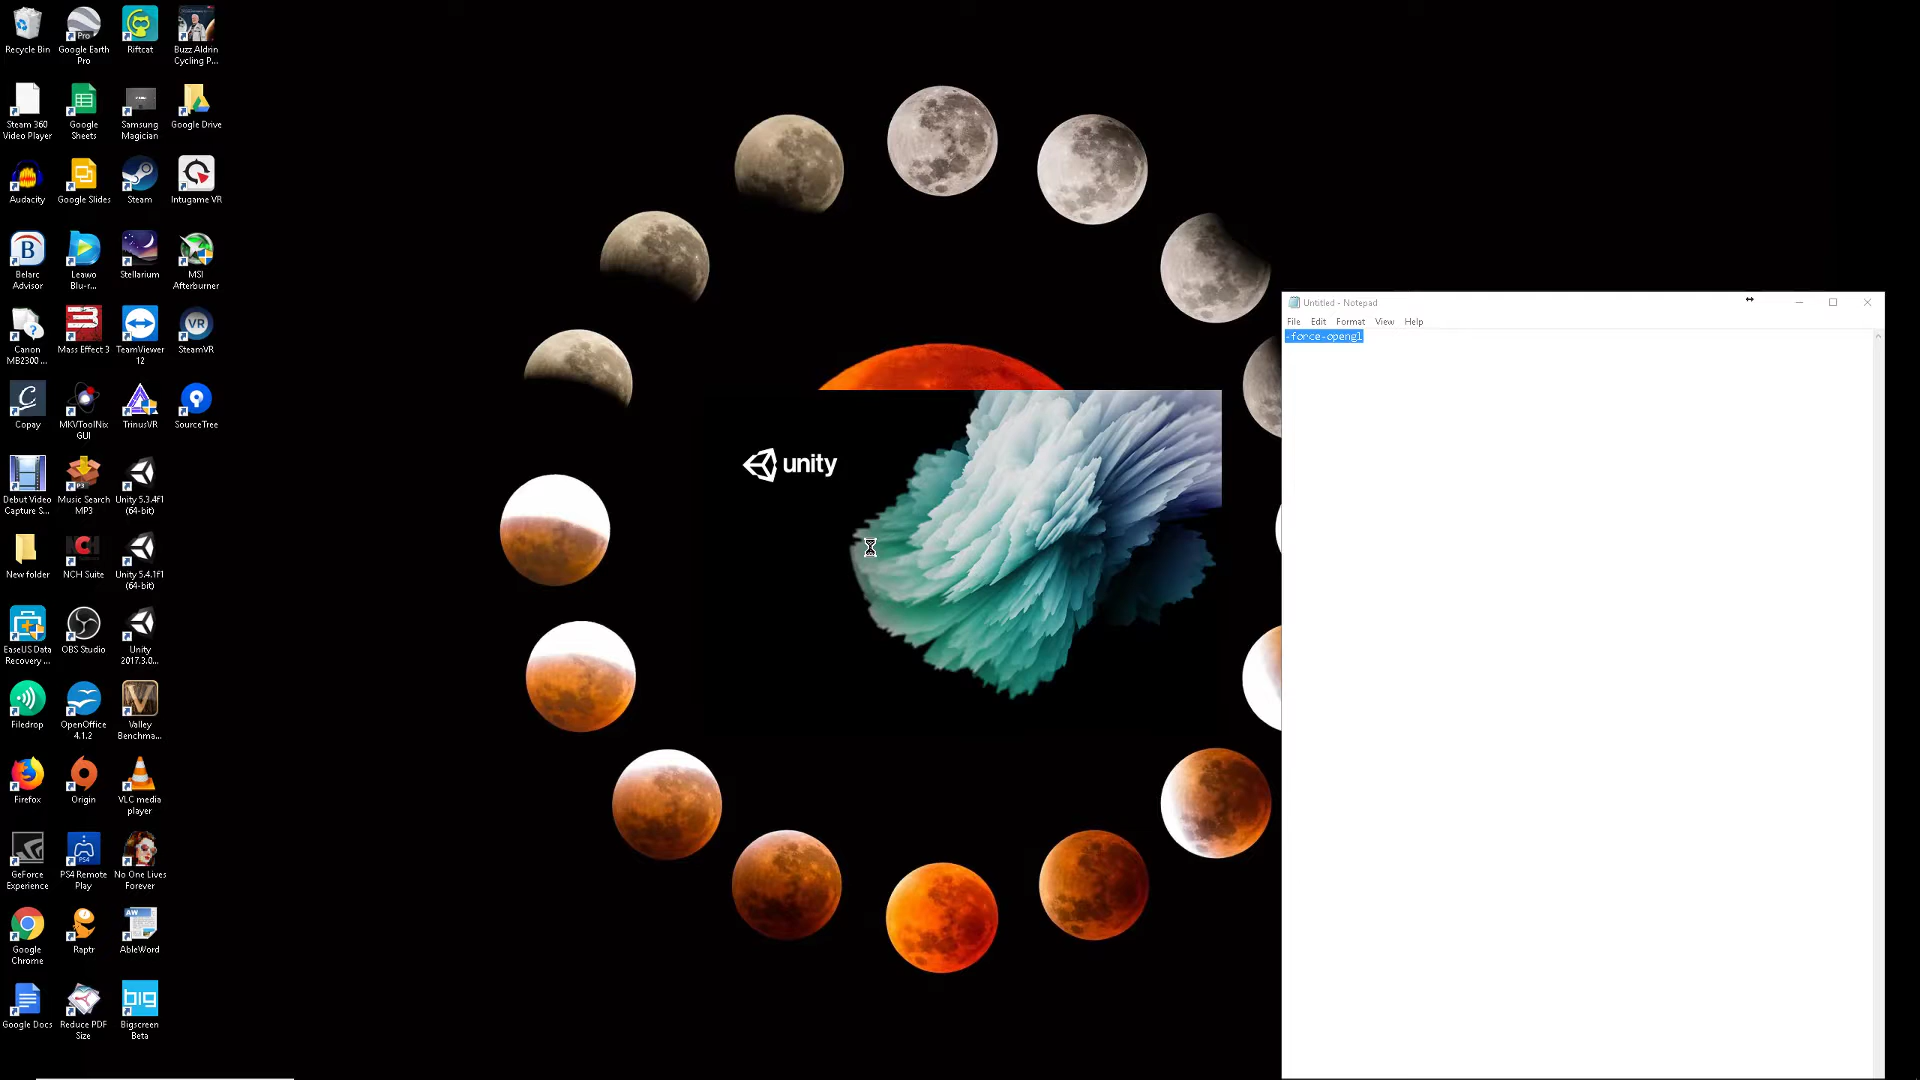 Recycle Bin
Google Earth
Pro
Riftcat
Buzz Aldrin
Cycling P...
Steam 360
Video Player
Google
Sheets
Samsung
Magician
Google Drive
Audacity
Google Slides
Steam
Intugame VR
Belarc
Advisor
Leawo
Blu-r...
Stellarium
MSI
Afterburner
Canon
MB2300 ...
Mass Effect 3
TeamViewer
12
SteamVR
Copay
MKVToolNix
GUI
TrinusVR
SourceTree
Debut Video
Capture S...
Music Search
MP3
Unity 5.3.4f1
(64-bit)
New folder
NCH Suite
Unity 5.4.1f1
(64-bit)
EaseUS Data
Recovery ...
OBS Studio
Unity
2017.3.0...
Filedrop
OpenOffice
4.1.2
Valley
Benchma...
Firefox
Origin
VLC media
player
GeForce
Experience
PS4 Remote
Play
No One Lives
Forever
Google
Chrome
Raptr
AbleWord
Google Docs
Reduce PDF
Size
Bigscreen
Beta
unity
Untitled - Notepad
File Edit Format View Help
-force-opengl